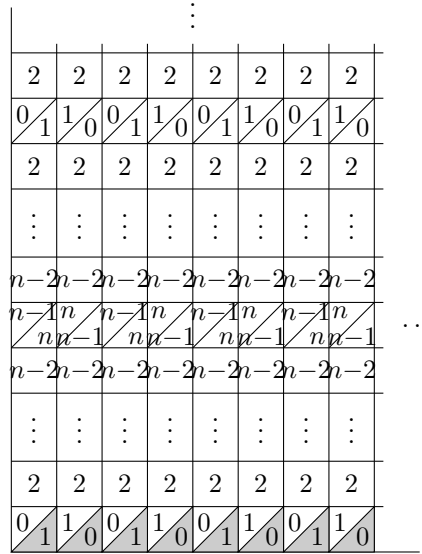 ⋮
2 2 2 2 2 2 2 2
0 1 1 0 0 1 1 0 0 1 1 0 0 1 1 0
2 2 2 2 2 2 2 2
⋮ ⋮ ⋮ ⋮ ⋮ ⋮ ⋮ ⋮
n−2 n−2 n−2 n−2 n−2 n−2 n−2 n−2
n−1 n n−1 n n−1 n n−1 n
n n−1 n n−1 n n−1 n n−1 ⋯
n−2 n−2 n−2 n−2 n−2 n−2 n−2 n−2
⋮ ⋮ ⋮ ⋮ ⋮ ⋮ ⋮ ⋮
2 2 2 2 2 2 2 2
0 1 1 0 0 1 1 0 0 1 1 0 0 1 1 0